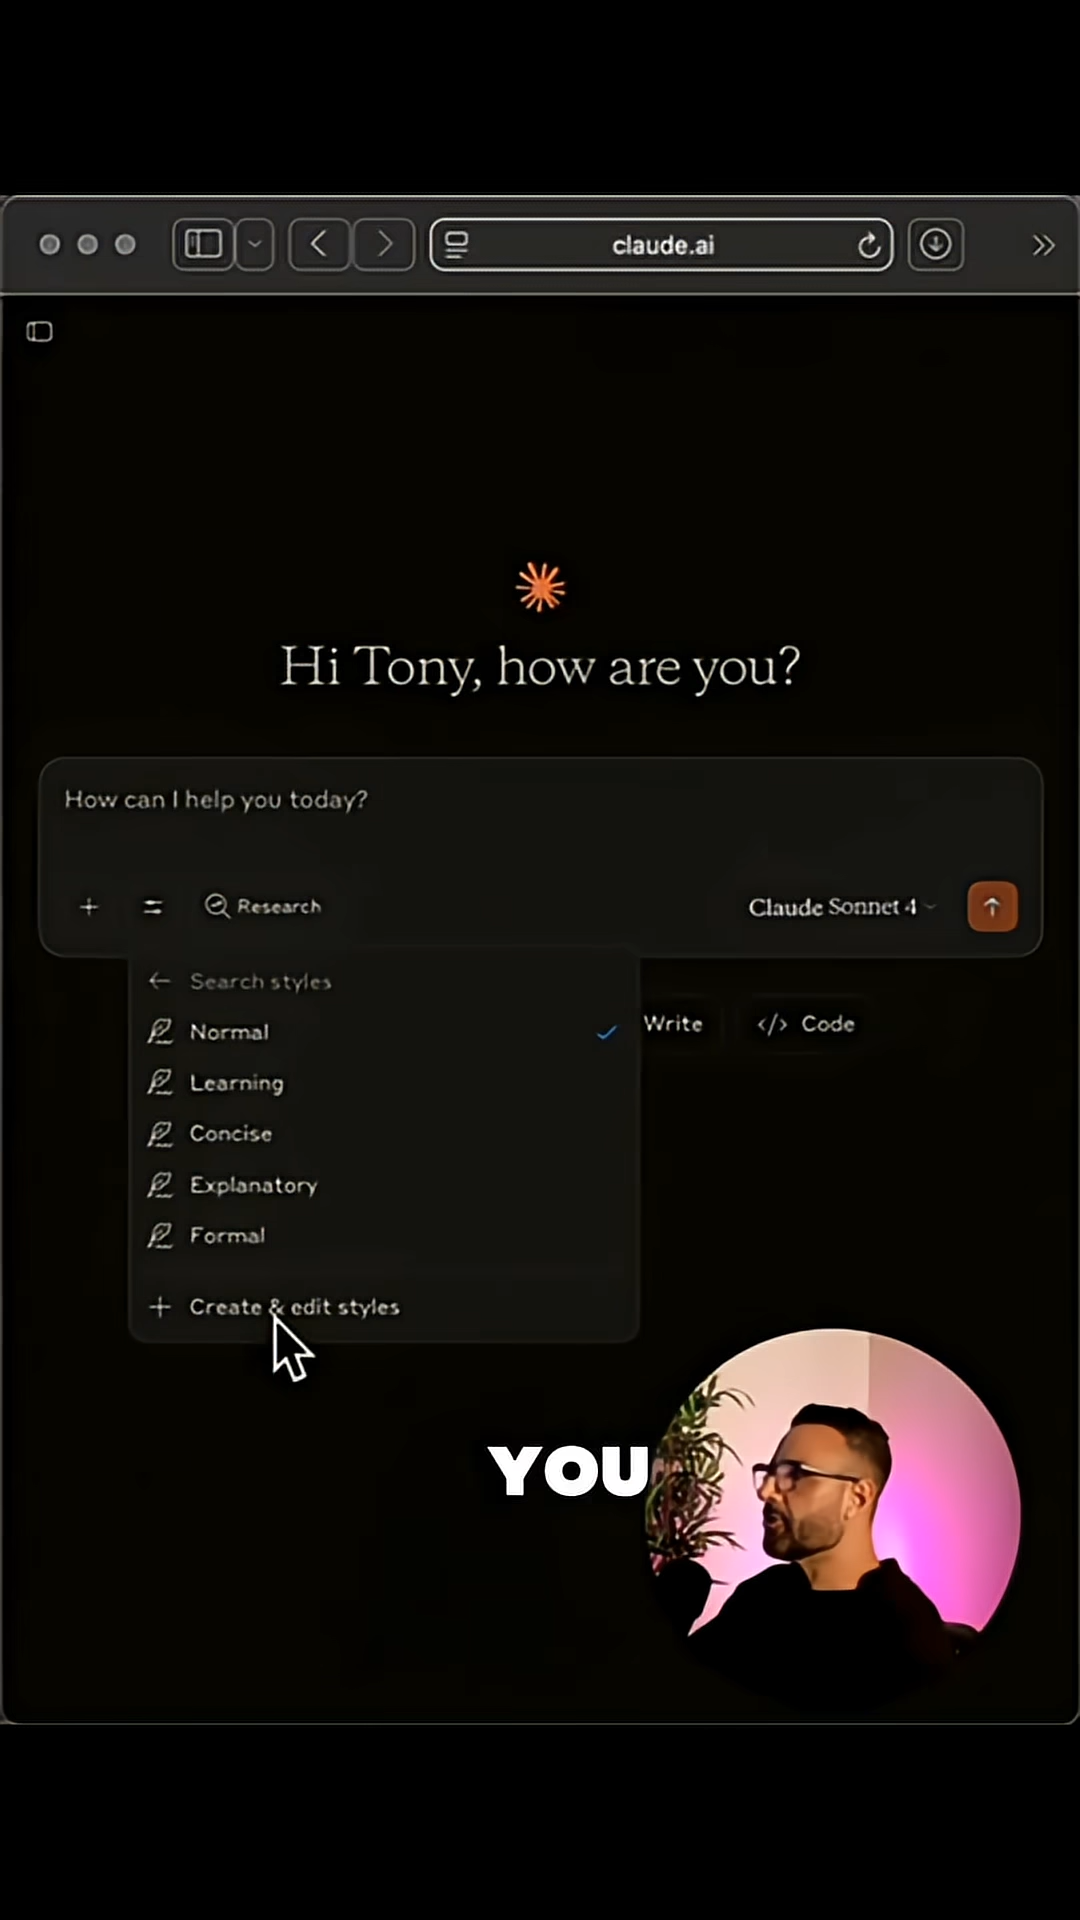 claude.ai
Hi Tony, how are you?
How can I help you today?
Research
Claude Sonnet 4
Search styles
Normal
Write
Code
Learning
Concise
Explanatory
Formal
Create & edit styles
YOU